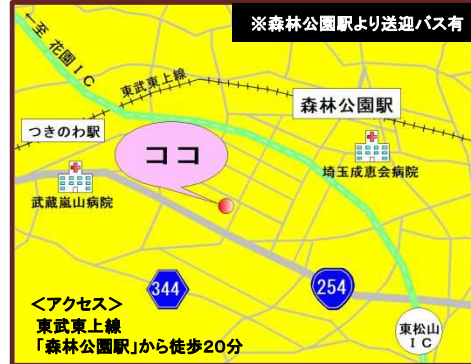 ※森林公園駅より送迎バス有
←至 花園IC
東武東上線
森林公園駅
つきのわ駅
ココ
埼玉成恵会病院
武蔵嵐山病院
344
254
<アクセス>
東武東上線
「森林公園駅」から徒歩20分
東松山
IC